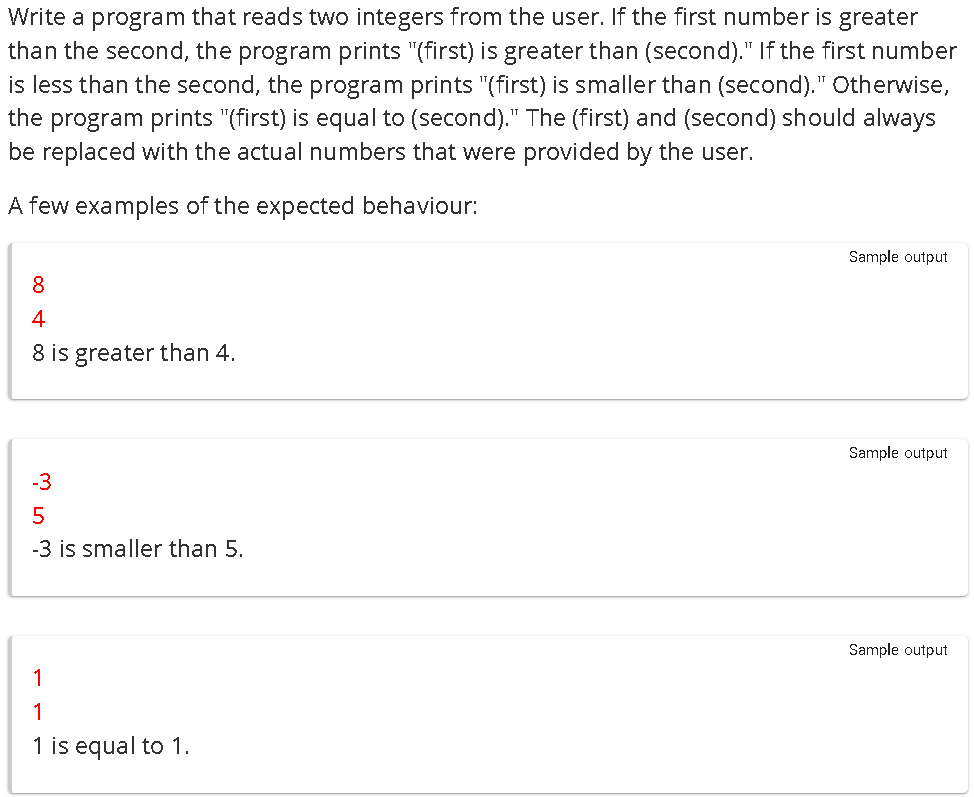 Write a program that reads two integers from the user. If the first number is greater
than the second, the program prints "(first) is greater than (second)." If the first number
is less than the second, the program prints "(first) is smaller than (second)." Otherwise,
the program prints "(first) is equal to (second)." The (first) and (second) should always
be replaced with the actual numbers that were provided by the user.
A few examples of the expected behaviour:
Sample output
8
4
8 is greater than 4.
Sample output
-3
5
-3 is smaller than 5.
Sample output
1
1
1 is equal to 1.